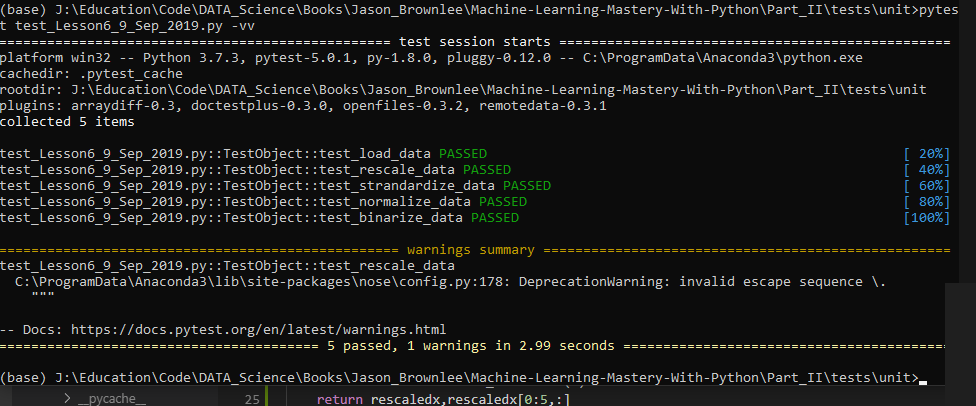 (base) J:\Education\Code\DATA_Science\Books\Jason_Brownlee\Machine-Learning-Mastery-With-Python\Part_II\tests\unit>pytes
t test_Lesson6_9_Sep_2019.py -vv
================================================= test session starts =================================================
platform win32 -- Python 3.7.3, pytest-5.0.1, py-1.8.0, pluggy-0.12.0 -- C:\ProgramData\Anaconda3\python.exe
cachedir: .pytest_cache
rootdir: J:\Education\Code\DATA_Science\Books\Jason_Brownlee\Machine-Learning-Mastery-With-Python\Part_II\tests\unit
plugins: arraydiff-0.3, doctestplus-0.3.0, openfiles-0.3.2, remotedata-0.3.1
collected 5 items
test_Lesson6_9_Sep_2019.py::TestObject::test_load_data PASSED [ 20%]
test_Lesson6_9_Sep_2019.py::TestObject::test_rescale_data PASSED [ 40%]
test_Lesson6_9_Sep_2019.py::TestObject::test_strandardize_data PASSED [ 60%]
test_Lesson6_9_Sep_2019.py::TestObject::test_normalize_data PASSED [ 80%]
test_Lesson6_9_Sep_2019.py::TestObject::test_binarize_data PASSED [100%]
================================================== warnings summary ===================================================
test_Lesson6_9_Sep_2019.py::TestObject::test_rescale_data
C:\ProgramData\Anaconda3\lib\site-packages\nose\config.py:178: DeprecationWarning: invalid escape sequence \.
"""
-- Docs: https://docs.pytest.org/en/latest/warnings.html
======================================== 5 passed, 1 warnings in 2.99 seconds ========================================
(base) J:\Education\Code\DATA_Science\Books\Jason_Brownlee\Machine-Learning-Mastery-With-Python\Part_II\tests\unit>
> __pycache__ 25 return rescaledx,rescaledx[0:5,:]